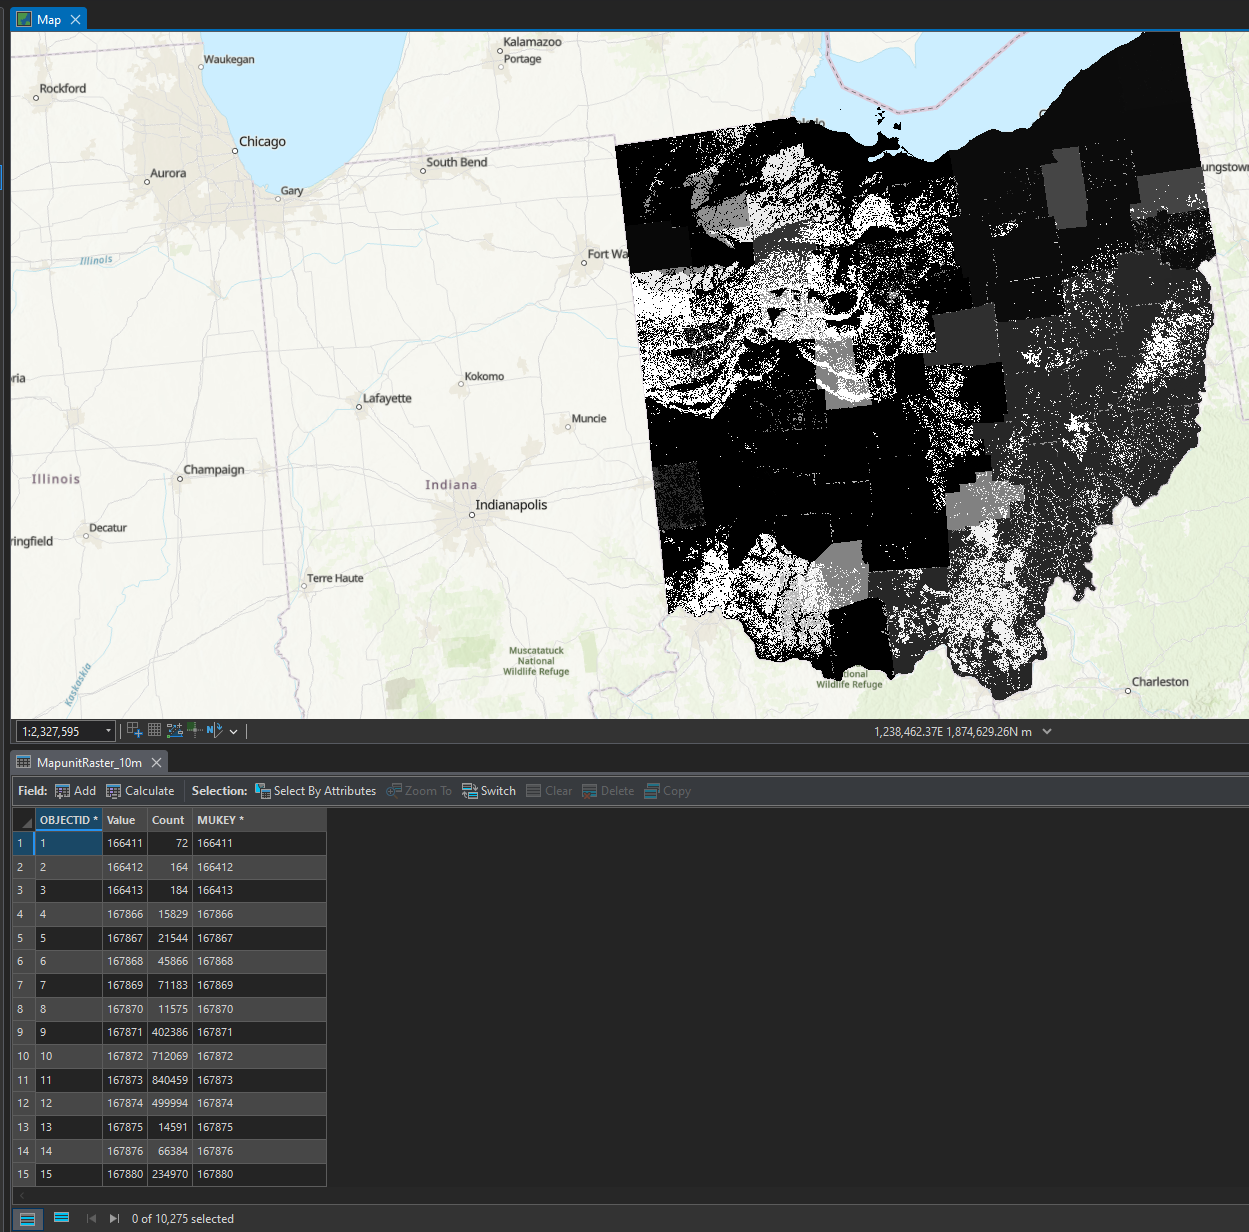 Map
Kalamazoo
Portage
Waukegan
Rockford
Chicago
Aurora
South Bend
Gary
Illinois
Fort Wa
ungstown
ria
Kokomo
Lafayette
Muncie
Illinois
Champaign
Indiana
Indianapolis
Decatur
ringfield
Terre Haute
Kaskaskia
Muscatatuck
National
Wildlife Refuge
Wildlife Refuge
Charleston
1:2,327,595
1,238,462.37E 1,874,629.26N m
MapunitRaster_10m
Field: Add Calculate Selection: Select By Attributes Zoom To Switch Clear Delete Copy
OBJECTID * Value Count MUKEY *
1 1 166411 72 166411
2 2 166412 164 166412
3 3 166413 184 166413
4 4 167866 15829 167866
5 5 167867 21544 167867
6 6 167868 45866 167868
7 7 167869 71183 167869
8 8 167870 11575 167870
9 9 167871 402386 167871
10 10 167872 712069 167872
11 11 167873 840459 167873
12 12 167874 499994 167874
13 13 167875 14591 167875
14 14 167876 66384 167876
15 15 167880 234970 167880
0 of 10,275 selected